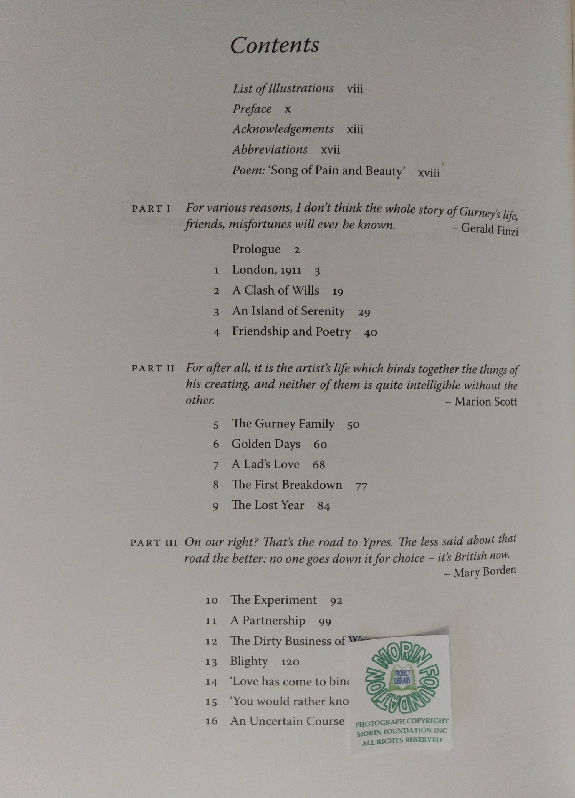 Contents
List of Illustrations viii
Preface x
Acknowledgements xiii
Abbreviations xvii
Poem: 'Song of Pain and Beauty' xviii
PART I For various reasons, I don't think the whole story of Gurney's life,
friends, misfortunes will ever be known. – Gerald Finzi
Prologue 2
1 London, 1911 3
2 A Clash of Wills 19
3 An Island of Serenity 29
4 Friendship and Poetry 40
PART II For after all, it is the artist's life which binds together the things of
his creating, and neither of them is quite intelligible without the
other. – Marion Scott
5 The Gurney Family 50
6 Golden Days 60
7 A Lad's Love 68
8 The First Breakdown 77
9 The Lost Year 84
PART III On our right? That's the road to Ypres. The less said about that
road the better: no one goes down it for choice – it's British now.
– Mary Borden
10 The Experiment 92
11 A Partnership 99
12 The Dirty Business of
13 Blighty 120
14 'Love has come to
15 'You would rather
16 An Uncertain Course
MORIN FOUNDATION
PROJECT
LIBRARY
PHOTOGRAPH COPYRIGHT
MORIN FOUNDATION INC
ALL RIGHTS RESERVED